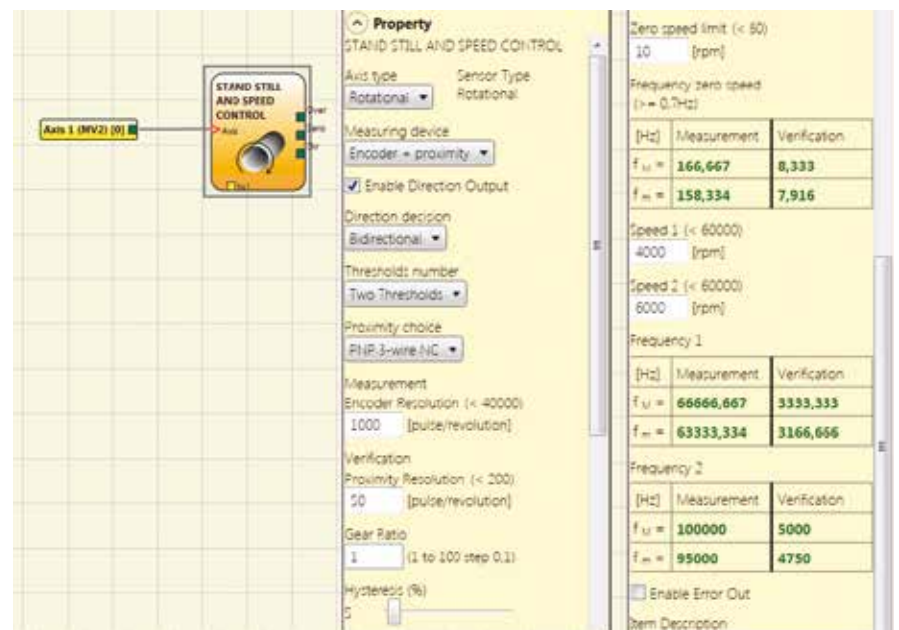 STAND STILL
AND SPEED
CONTROL
Axis 1 (MV2) [0]
Axis
Over
Zero
Dir
Property
STAND STILL AND SPEED CONTROL
Axis type
Sensor Type
Rotational
Rotational
Measuring device
Encoder + proximity
Enable Direction Output
Direction decision
Bidirectional
Thresholds number
Two Thresholds
Proximity choice
PNP 3-wire NC
Measurement
Encoder Resolution (< 40000)
1000 [pulse/revolution]
Verification
Proximity Resolution (< 200)
50 [pulse/revolution]
Gear Ratio
1 (1 to 100 step 0.1)
Hysteresis (%)
5
Zero speed limit (< 60)
10 [rpm]
Frequency zero speed
(>= 0.7Hz)
[Hz] Measurement Verification
f M = 166,667 8,333
f m = 158,334 7,916
Speed 1 (< 60000)
4000 [rpm]
Speed 2 (< 60000)
6000 [rpm]
Frequency 1
[Hz] Measurement Verification
f M = 66666,667 3333,333
f m = 63333,334 3166,656
Frequency 2
[Hz] Measurement Verification
f M = 100000 5000
f m = 95000 4750
Enable Error Out
Item Description